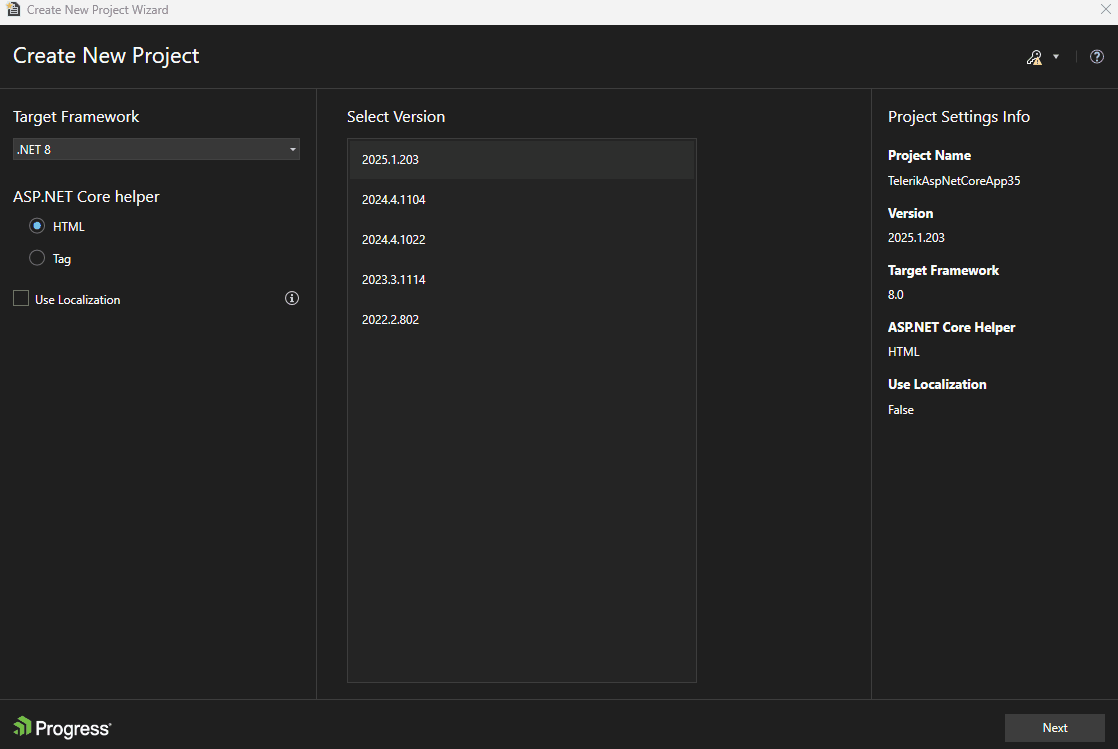 Create New Project Wizard
Create New Project
Target Framework
.NET 8
ASP.NET Core helper
HTML
Tag
Use Localization
Select Version
2025.1.203
2024.4.1104
2024.4.1022
2023.3.1114
2022.2.802
Project Settings Info
Project Name
TelerikAspNetCoreApp35
Version
2025.1.203
Target Framework
8.0
ASP.NET Core Helper
HTML
Use Localization
False
Progress
Next